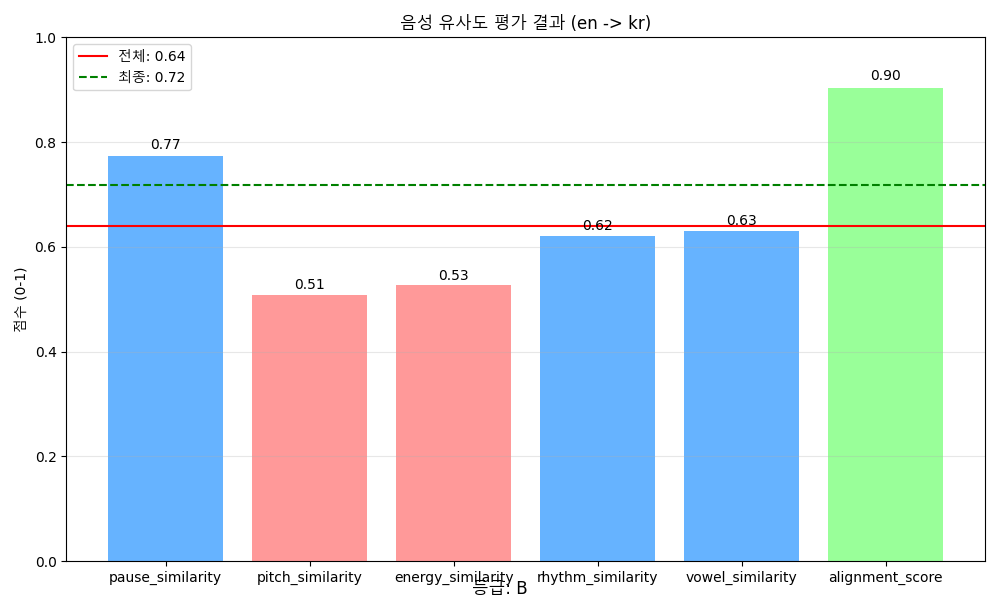 음성 유사도 평가 결과 (en -> kr)
전체: 0.64
최종: 0.72
점수 (0-1)
1.0
0.8
0.6
0.4
0.2
0.0
0.77
0.51
0.53
0.62
0.63
0.90
pause_similarity
pitch_similarity
energy_similarity
rhythm_similarity
vowel_similarity
alignment_score
등급: B